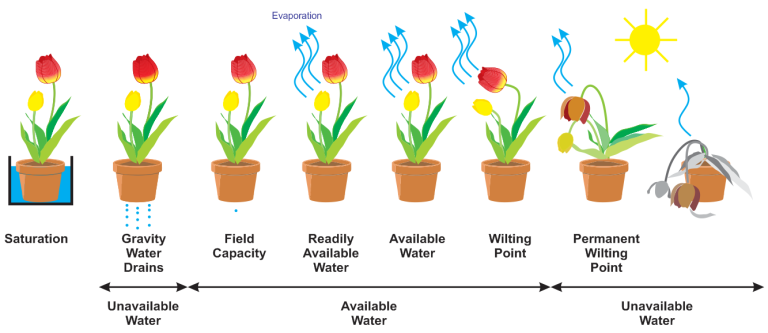 Evaporation
Saturation
Gravity
Water
Drains
Field
Capacity
Readily
Available
Water
Available
Water
Wilting
Point
Permanent
Wilting
Point
Unavailable
Water
Available
Water
Unavailable
Water